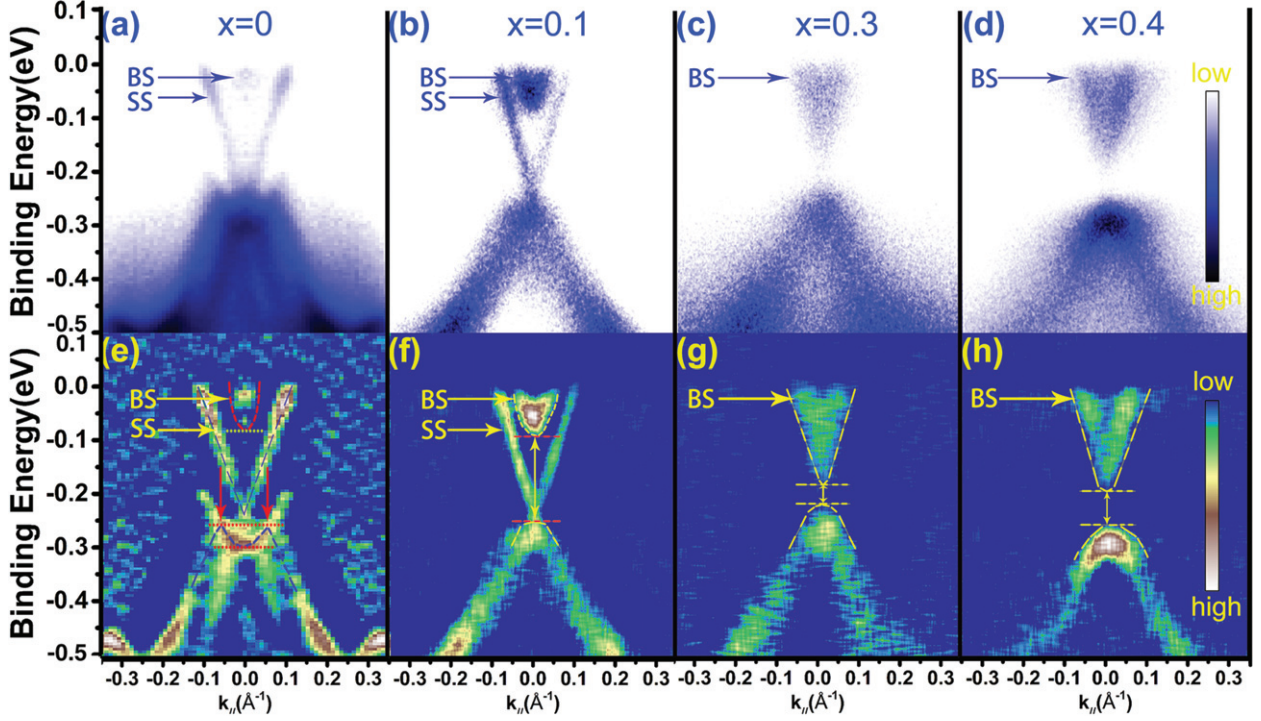 (a) x=0
(b) x=0.1
(c) x=0.3
(d) x=0.4
Binding Energy(eV)
0.1
0.0
-0.1
-0.2
-0.3
-0.4
-0.5
BS
SS
BS
SS
BS
BS
low
high
(e)
(f)
(g)
(h)
Binding Energy(eV)
0.1
0.0
-0.1
-0.2
-0.3
-0.4
-0.5
BS
SS
BS
SS
BS
BS
low
high
-0.3 -0.2 -0.1 0.0 0.1 0.2 0.3
-0.3 -0.2 -0.1 0.0 0.1 0.2 0.3
-0.3 -0.2 -0.1 0.0 0.1 0.2 0.3
-0.3 -0.2 -0.1 0.0 0.1 0.2 0.3
k//(Å-1)
k//(Å-1)
k//(Å-1)
k//(Å-1)